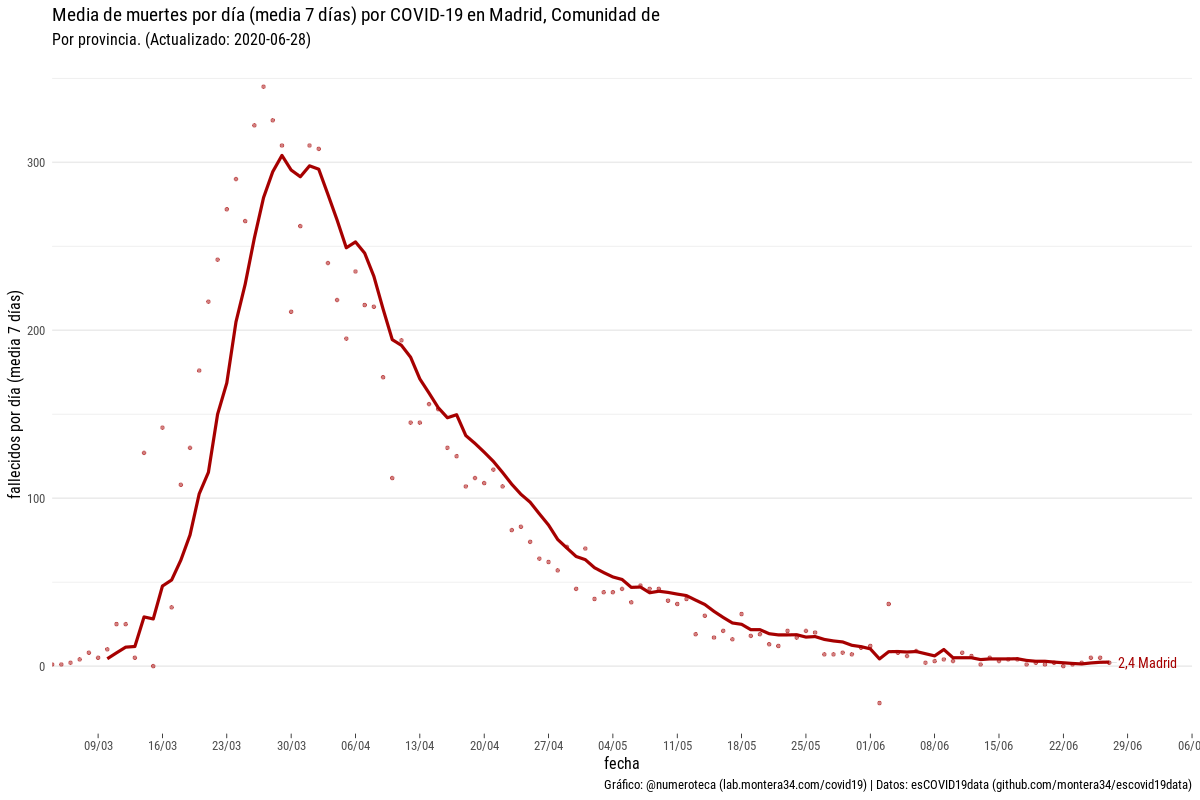 Media de muertes por día (media 7 días) por COVID-19 en Madrid, Comunidad de
Por provincia. (Actualizado: 2020-06-28)
fallecidos por día (media 7 días)
300
200
100
0
2,4 Madrid
09/03 16/03 23/03 30/03 06/04 13/04 20/04 27/04 04/05 11/05 18/05 25/05 01/06 08/06 15/06 22/06 29/06 06/0
fecha
Gráfico: @numeroteca (lab.montera34.com/covid19) | Datos: esCOVID19data (github.com/montera34/escovid19data)